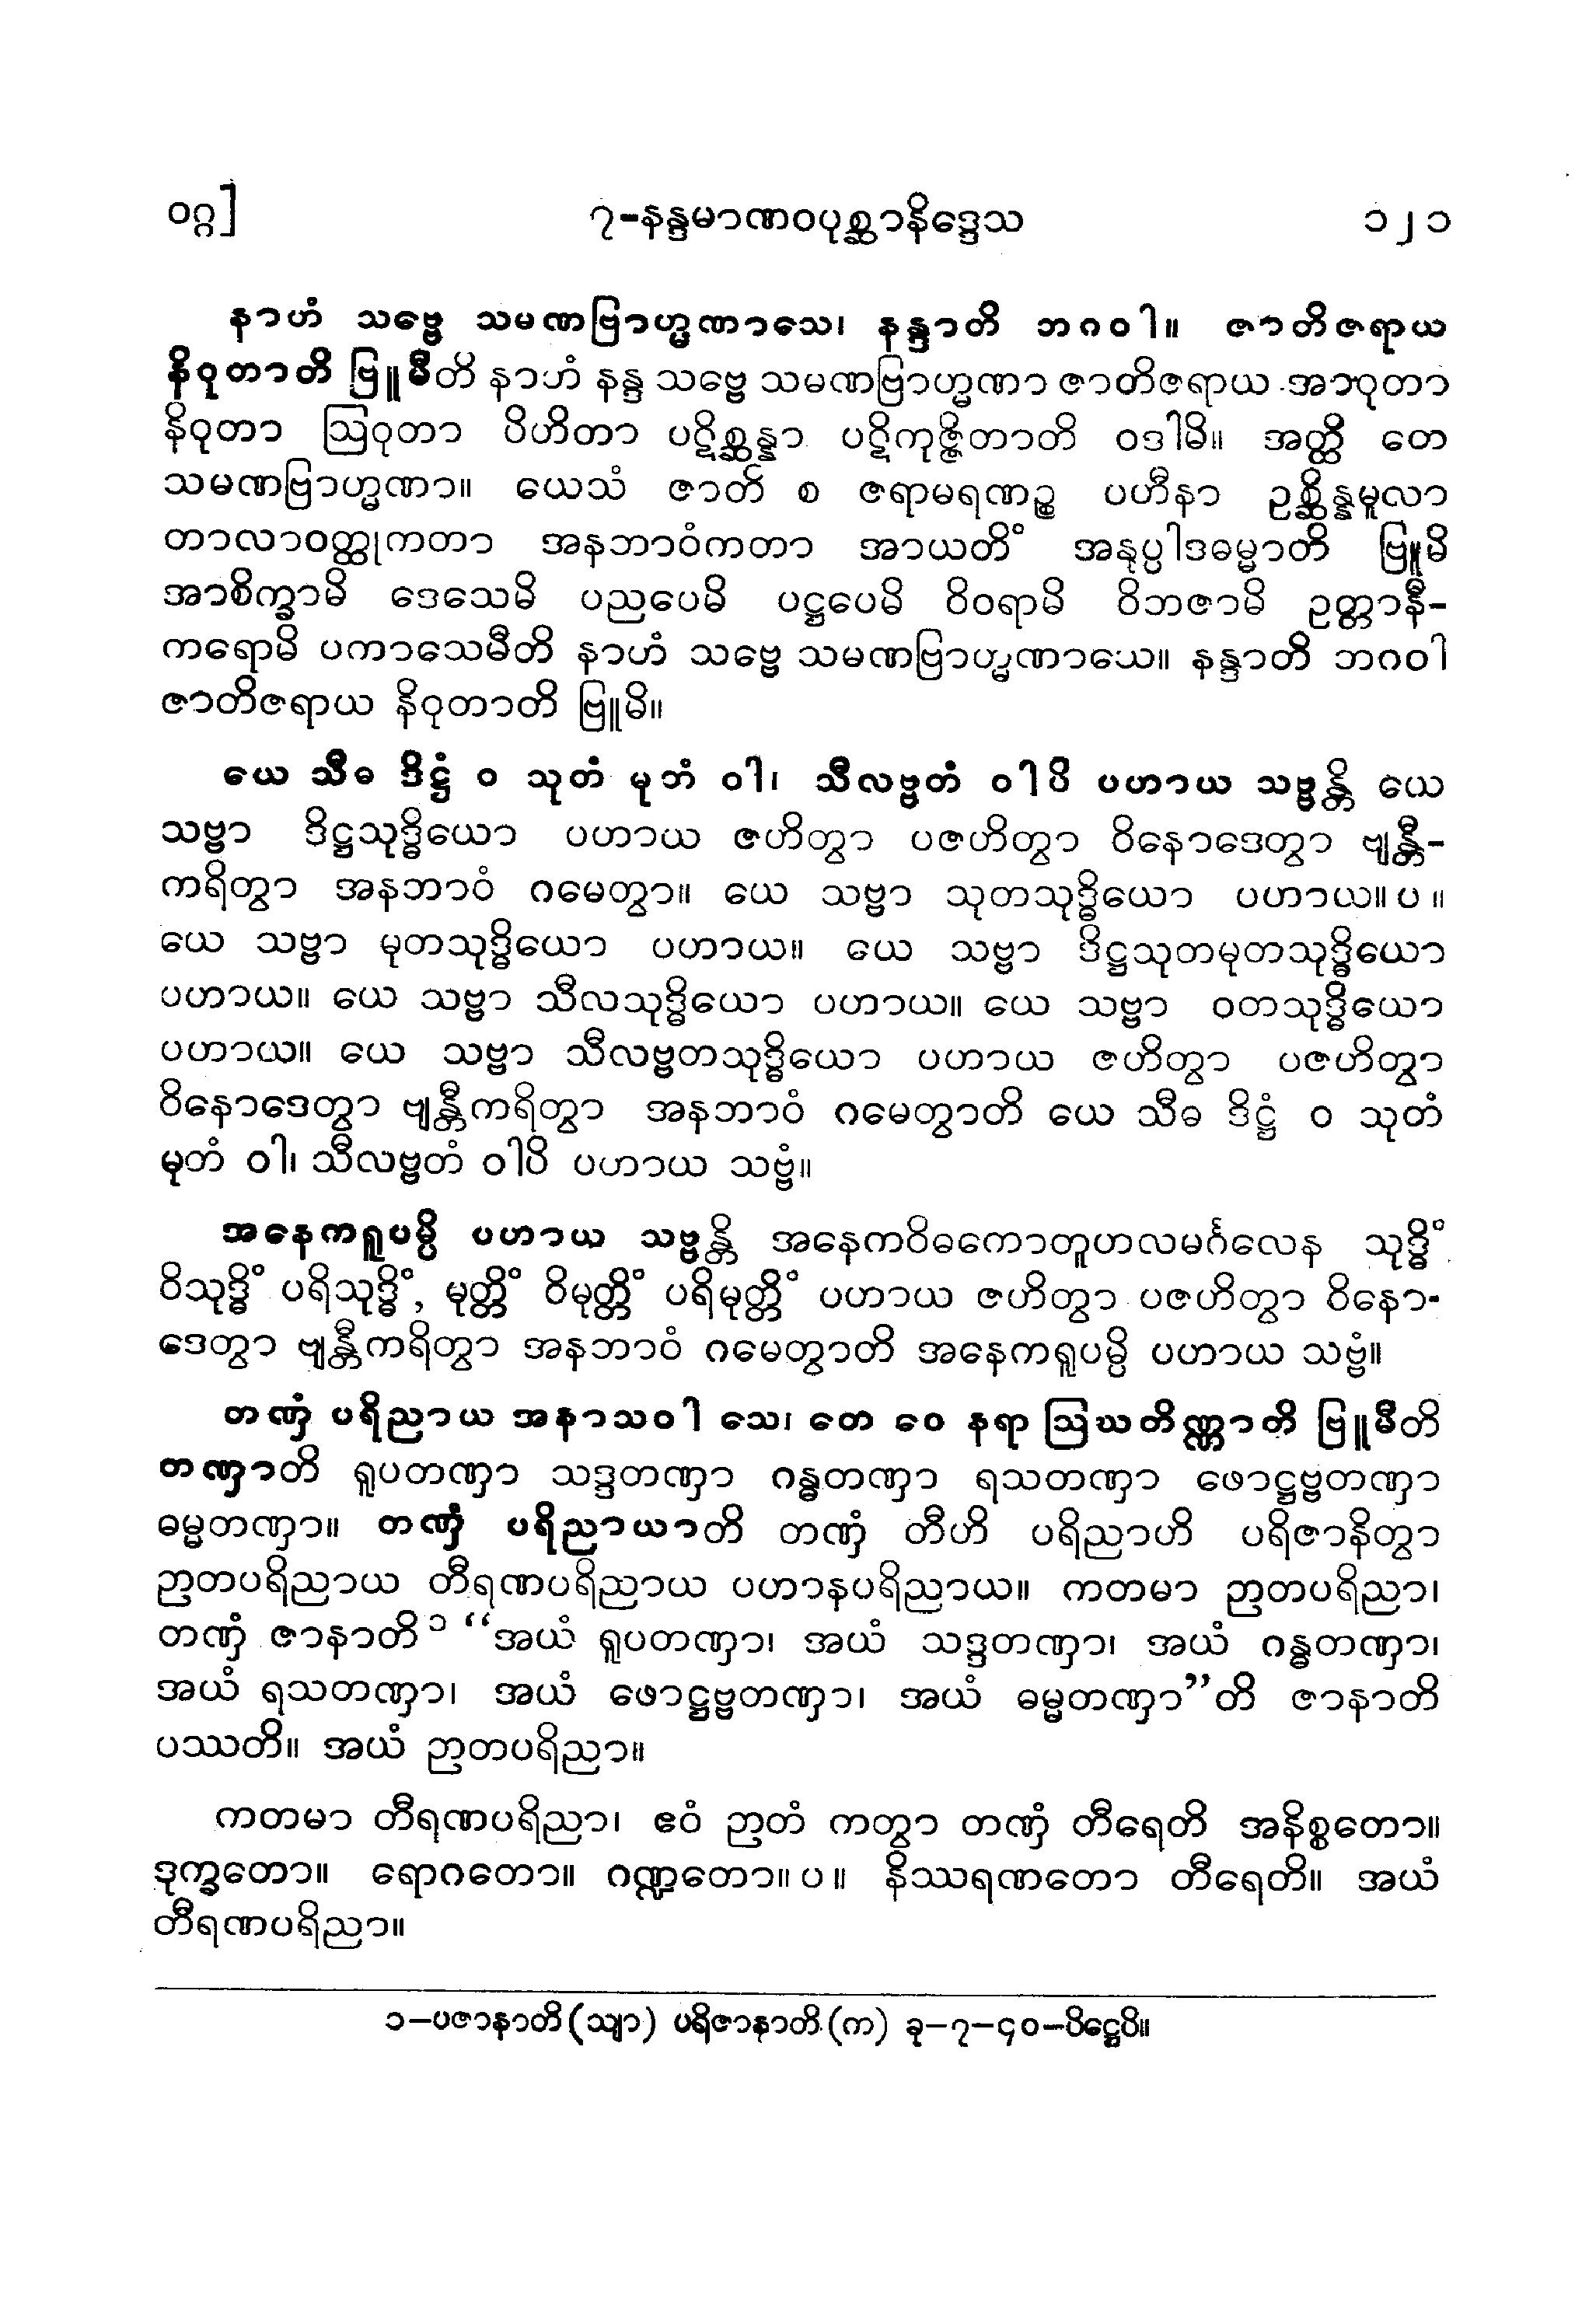 ဝဂ္ဂ] ၇-နန္ဒမာဏဝပုစ္ဆာနိဒ္ဒေသ ၁၂၁
နာဟံ သဗ္ဗေ သမဏဗြာဟ္မဏာသေ၊ နန္ဒာတိ ဘဂဝါ။ ဇာတိဇရာယ
နိဝုတာတိ ဗြူမီတိ နာဟံ နန္ဒ သဗ္ဗေ သမဏဗြာဟ္မဏာ ဇာတိဇရာယ အာဝုတာ
နိဝုတာ ဩဝုတာ ပိဟိတာ ပဋိစ္ဆန္နာ ပဋိကုဇ္ဇိတာတိ ဝဒါမိ။ အတ္ထိ တေ
သမဏဗြာဟ္မဏာ။ ယေသံ ဇာတိ စ ဇရာမရဏဉ္စ ပဟီနာ ဥစ္ဆိန္နမူလာ
တာလာဝတ္ထုကတာ အနဘာဝံကတာ အာယတိံ အနုပ္ပါဒဓမ္မာတိ ဗြူမိ
အာစိက္ခာမိ ဒေသေမိ ပညပေမိ ပဋ္ဌပေမိ ဝိဝရာမိ ဝိဘဇာမိ ဥတ္တာနီ-
ကရောမိ ပကာသေမီတိ နာဟံ သဗ္ဗေ သမဏဗြာဟ္မဏာသေ။ နန္ဒာတိ ဘဂဝါ
ဇာတိဇရာယ နိဝုတာတိ ဗြူမိ။
ယေ သီဓ ဒိဋ္ဌံ ဝ သုတံ မုဘံ ဝါ၊ သီလဗ္ဗတံ ဝါပိ ပဟာယ သဗ္ဗန္တိ ယေ
သဗ္ဗာ ဒိဋ္ဌသုဒ္ဓိယော ပဟာယ ဇဟိတွာ ပဇဟိတွာ ဝိနောဒေတွာ ဗျန္တီ-
ကရိတွာ အနဘာဝံ ဂမေတွာ။ ယေ သဗ္ဗာ သုတသုဒ္ဓိယော ပဟာယ။ပ။
ယေ သဗ္ဗာ မုတသုဒ္ဓိယော ပဟာယ။ ယေ သဗ္ဗာ ဒိဋ္ဌသုတမုတသုဒ္ဓိယော
ပဟာယ။ ယေ သဗ္ဗာ သီလသုဒ္ဓိယော ပဟာယ။ ယေ သဗ္ဗာ ဝတသုဒ္ဓိယော
ပဟာယ။ ယေ သဗ္ဗာ သီလဗ္ဗတသုဒ္ဓိယော ပဟာယ ဇဟိတွာ ပဇဟိတွာ
ဝိနောဒေတွာ ဗျန္တီကရိတွာ အနဘာဝံ ဂမေတွာတိ ယေ သီဓ ဒိဋ္ဌံ ဝ သုတံ
မုတံ ဝါ၊ သီလဗ္ဗတံ ဝါပိ ပဟာယ သဗ္ဗံ။
အနေကရူပမ္ပိ ပဟာယ သဗ္ဗန္တိ အနေကဝိဓကောတူဟလမင်္ဂလေန သုဒ္ဓိံ
ဝိသုဒ္ဓိံ ပရိသုဒ္ဓိံ, မုတ္တိံ ဝိမုတ္တိံ ပရိမုတ္တိံ ပဟာယ ဇဟိတွာ ပဇဟိတွာ ဝိနော-
ဒေတွာ ဗျန္တီကရိတွာ အနဘာဝံ ဂမေတွာတိ အနေကရူပမ္ပိ ပဟာယ သဗ္ဗံ။
တဏှံ ပရိညာယ အနာသဝါ သေ၊ တေ ဝေ နရာ ဩဃတိဏ္ဏာတိ ဗြူမီတိ
တဏှာတိ ရူပတဏှာ သဒ္ဒတဏှာ ဂန္ဓတဏှာ ရသတဏှာ ဖောဋ္ဌဗ္ဗတဏှာ
ဓမ္မတဏှာ။ တဏှံ ပရိညာယာတိ တဏှံ တီဟိ ပရိညာဟိ ပရိဇာနိတွာ
ဉာတပရိညာယ တီရဏပရိညာယ ပဟာနပရိညာယ။ ကတမာ ဉာတပရိညာ၊
တဏှံ ဇာနာတိ၁ “အယံ ရူပတဏှာ၊ အယံ သဒ္ဒတဏှာ၊ အယံ ဂန္ဓတဏှာ၊
အယံ ရသတဏှာ၊ အယံ ဖောဋ္ဌဗ္ဗတဏှာ၊ အယံ ဓမ္မတဏှာ”တိ ဇာနာတိ
ပဿတိ။ အယံ ဉာတပရိညာ။
ကတမာ တီရဏပရိညာ၊ ဧဝံ ဉာတံ ကတွာ တဏှံ တီရေတိ အနိစ္စတော။
ဒုက္ခတော။ ရောဂတော။ ဂဏ္ဍတော။ပ။ နိဿရဏတော တီရေတိ။ အယံ
တီရဏပရိညာ။
၁–ပဇာနာတိ (သျာ) ပရိဇာနာတိ (က) ခု–၇–၄၀–ပိဋ္ဌေပိ။